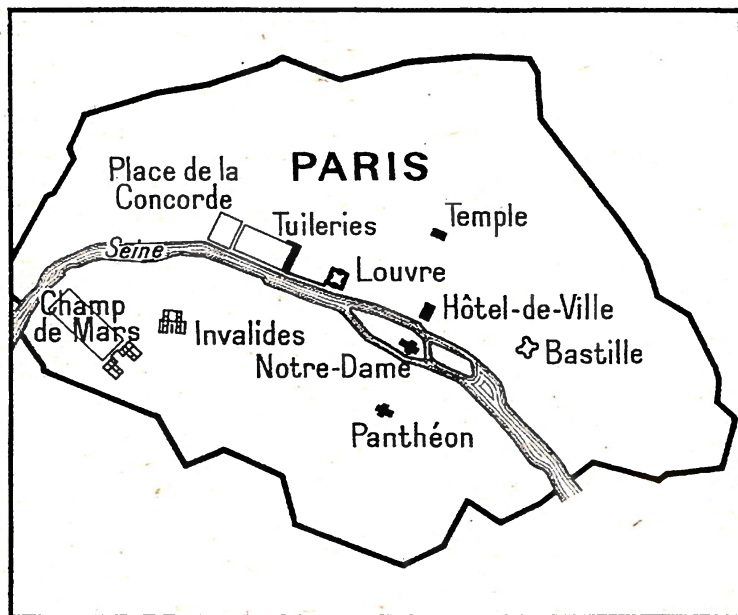 PARIS
Place de la
Concorde
Tuileries
Temple
Seine
Louvre
Champ
de Mars
Invalides
Hôtel-de-Ville
Notre-Dame
Bastille
Panthéon